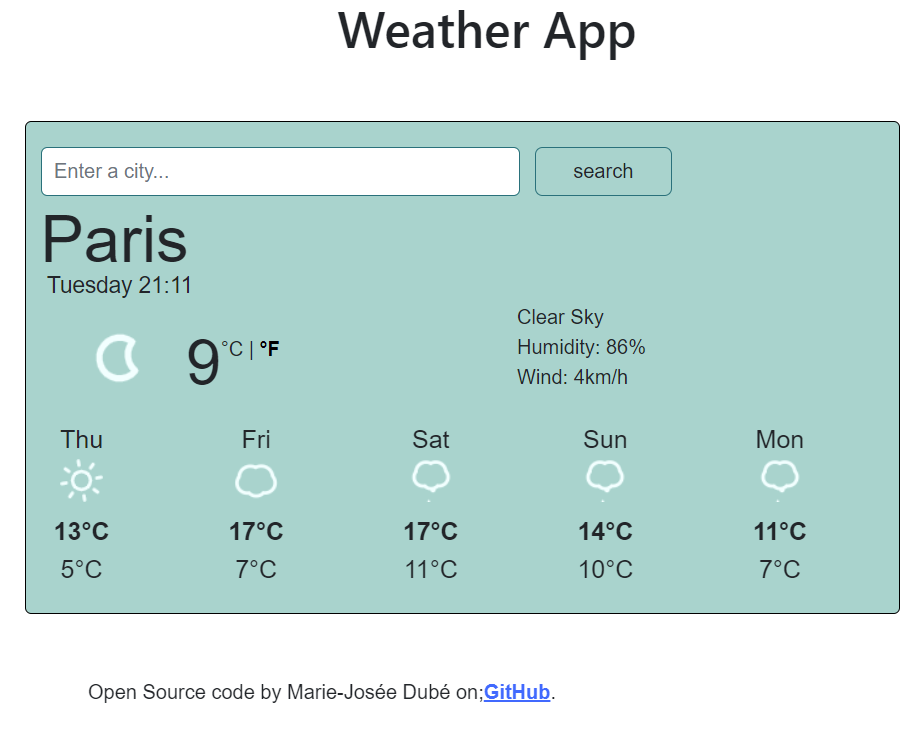 Weather App
Enter a city...
search
Paris
Tuesday 21:11
9°C | °F
Clear Sky
Humidity: 86%
Wind: 4km/h
Thu Fri Sat Sun Mon
13°C 17°C 17°C 14°C 11°C
5°C 7°C 11°C 10°C 7°C
Open Source code by Marie-Josée Dubé on;GitHub.